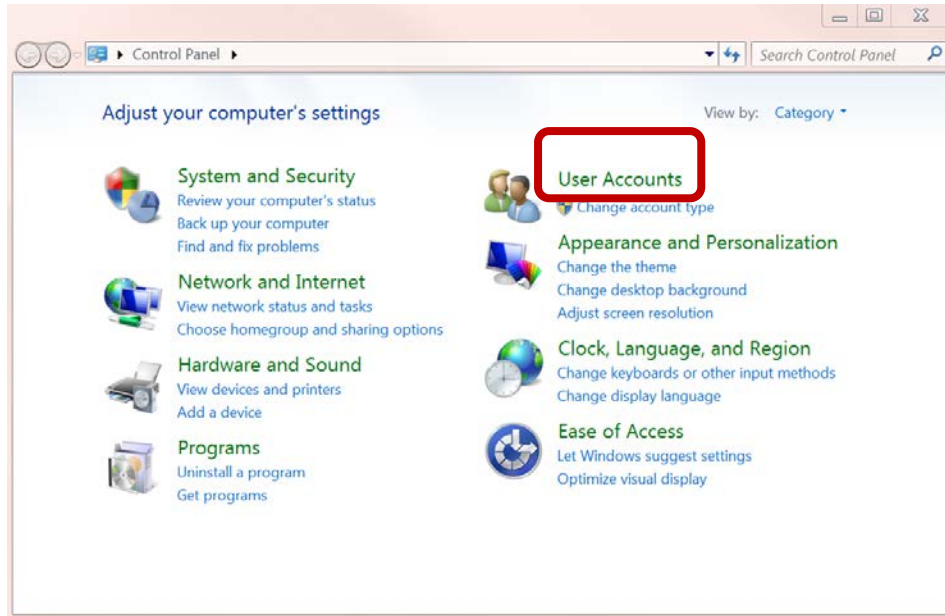 Control Panel
Search Control Panel
Adjust your computer's settings
View by: Category
System and Security
Review your computer's status
Back up your computer
Find and fix problems
Network and Internet
View network status and tasks
Choose homegroup and sharing options
Hardware and Sound
View devices and printers
Add a device
Programs
Uninstall a program
Get programs
User Accounts
Change account type
Appearance and Personalization
Change the theme
Change desktop background
Adjust screen resolution
Clock, Language, and Region
Change keyboards or other input methods
Change display language
Ease of Access
Let Windows suggest settings
Optimize visual display